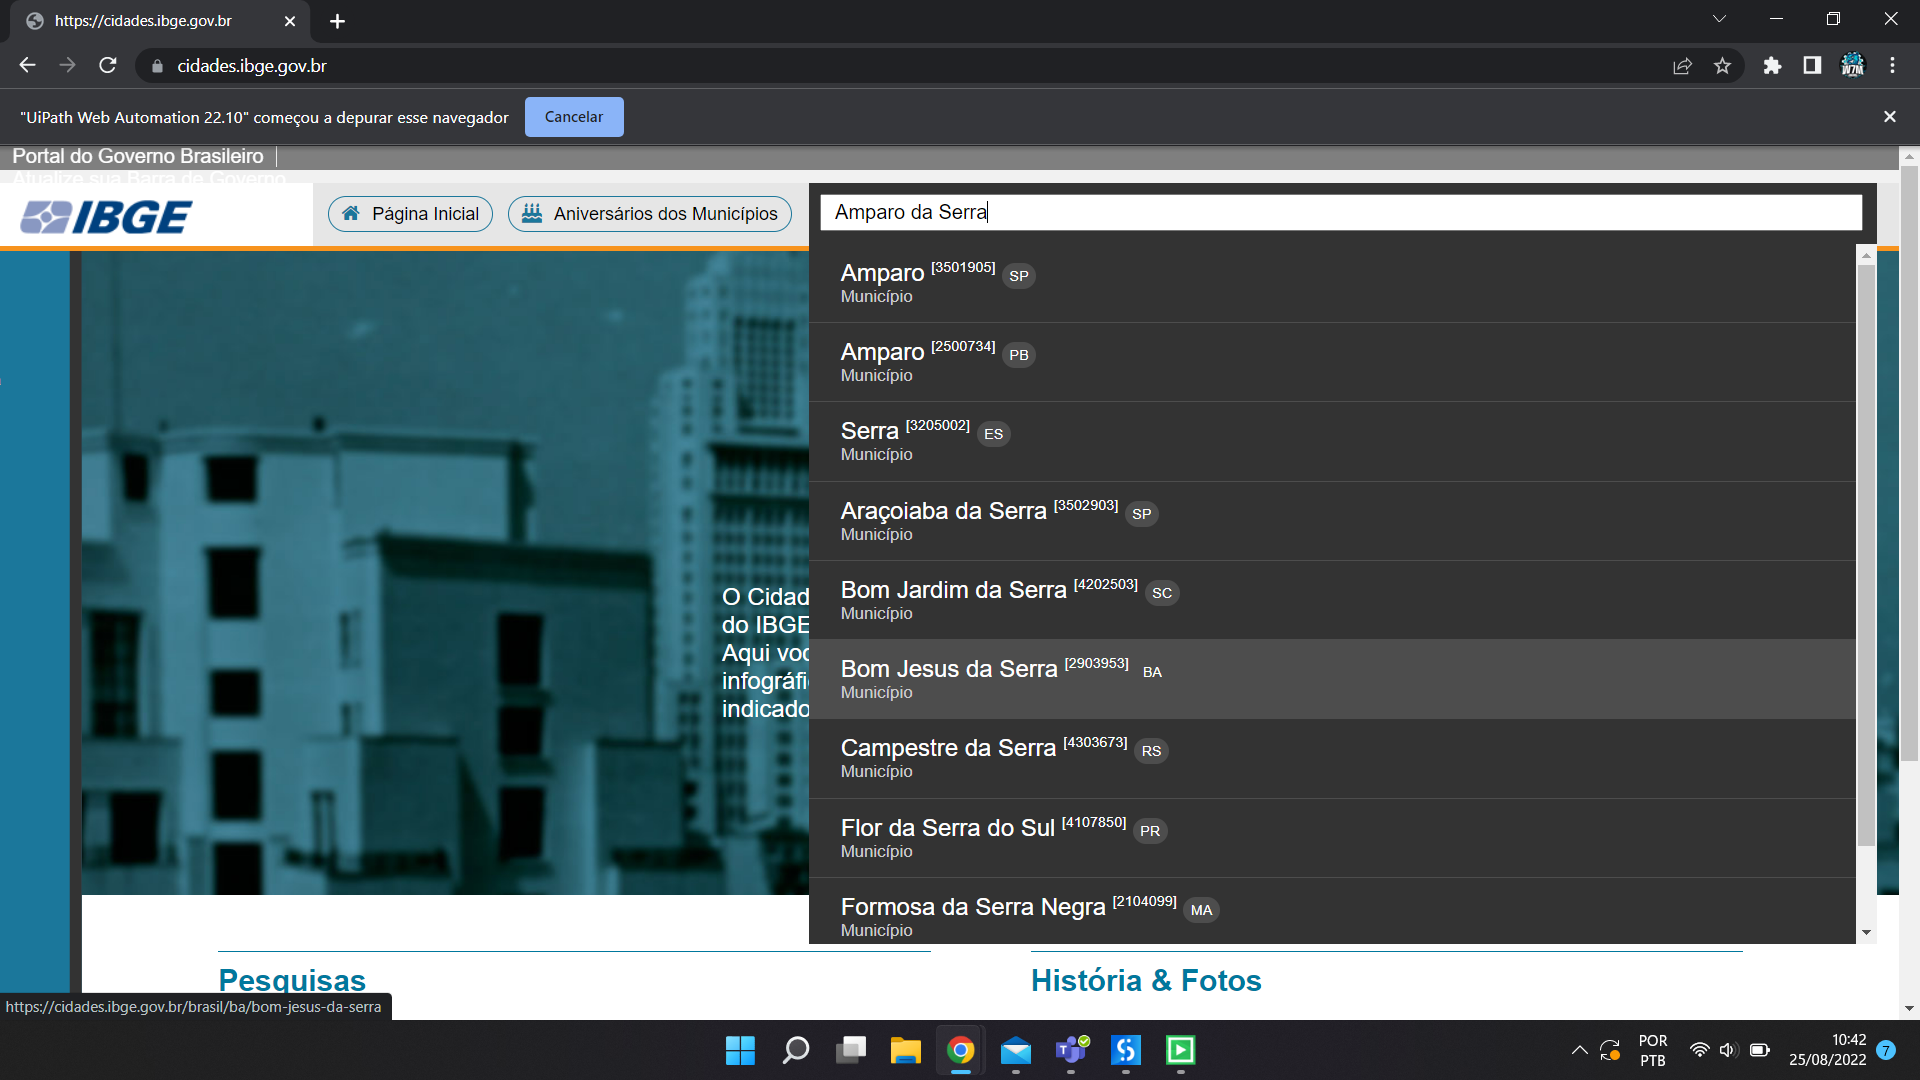 https://cidades.ibge.gov.br
cidades.ibge.gov.br
"UiPath Web Automation 22.10" começou a depurar esse navegador
Cancelar
Portal do Governo Brasileiro
Atualize sua Barra de Governo
IBGE
Página Inicial
Aniversários dos Municípios
Amparo da Serra
Amparo [3501905] SP
Município
Amparo [2500734] PB
Município
Serra [3205002] ES
Município
Araçoiaba da Serra [3502903] SP
Município
Bom Jardim da Serra [4202503] SC
Município
Bom Jesus da Serra [2903953] BA
Município
Campestre da Serra [4303673] RS
Município
Flor da Serra do Sul [4107850] PR
Município
Formosa da Serra Negra [2104099] MA
Município
O Cidad
do IBGE
Aqui voc
infográfi
indicado
Pesquisas
História & Fotos
https://cidades.ibge.gov.br/brasil/ba/bom-jesus-da-serra
POR
PTB
10:42
25/08/2022
7